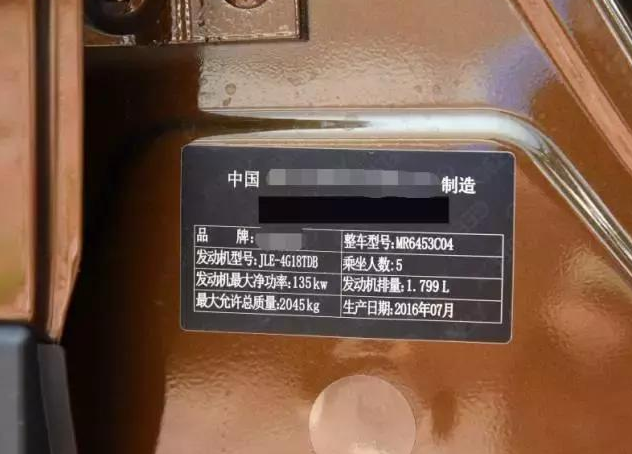 中国 制造
品 牌: 整车型号:MR6453C04
发动机型号:JLE-4G18TDB 乘坐人数:5
发动机最大净功率:135kw 发动机排量:1.799L
最大允许总质量:2045kg 生产日期:2016年07月